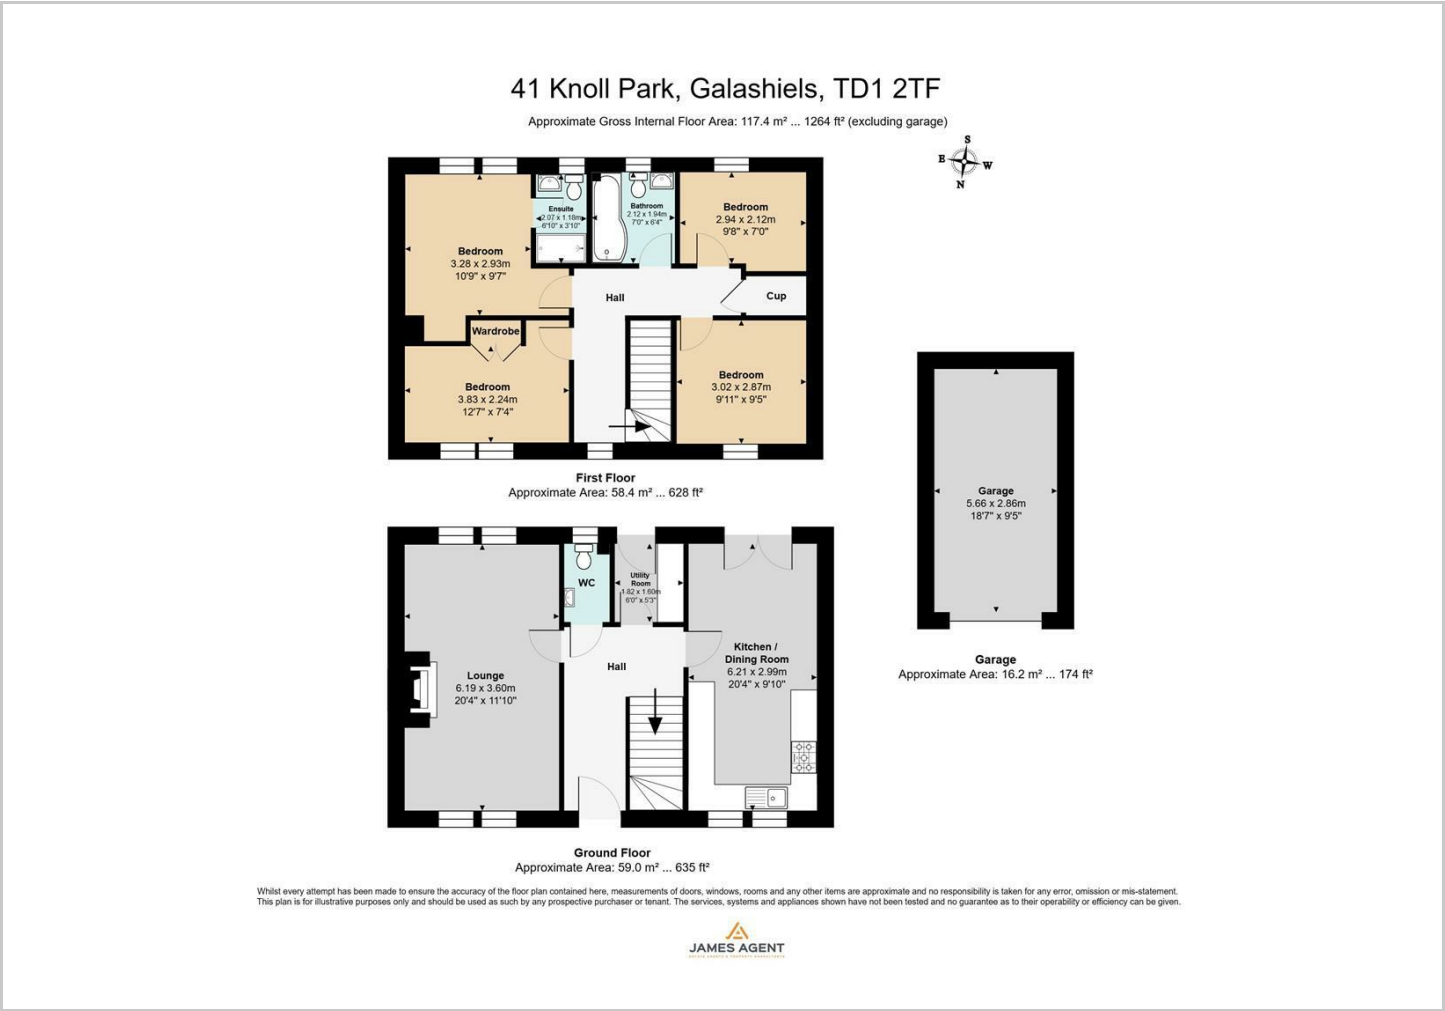 41 Knoll Park, Galashiels, TD1 2TF
Approximate Gross Internal Floor Area: 117.4 m² ... 1264 ft² (excluding garage)
S
E
W
N
Ensuite
2.07 x 1.18m
6'10" x 3'10"
Bathroom
2.12 x 1.94m
7'0" x 6'4"
Bedroom
2.94 x 2.12m
9'8" x 7'0"
Bedroom
3.28 x 2.93m
10'9" x 9'7"
Hall
Cup
Wardrobe
Bedroom
3.83 x 2.24m
12'7" x 7'4"
Bedroom
3.02 x 2.87m
9'11" x 9'5"
First Floor
Approximate Area: 58.4 m² ... 628 ft²
Garage
5.66 x 2.86m
18'7" x 9'5"
Garage
Approximate Area: 16.2 m² ... 174 ft²
WC
Utility
Room
1.82 x 1.60m
6'0" x 5'3"
Hall
Kitchen /
Dining Room
6.21 x 2.99m
20'4" x 9'10"
Lounge
6.19 x 3.60m
20'4" x 11'10"
Ground Floor
Approximate Area: 59.0 m² ... 635 ft²
Whilst every attempt has been made to ensure the accuracy of the floor plan contained here, measurements of doors, windows, rooms and any other items are approximate and no responsibility is taken for any error, omission or mis-statement.
This plan is for illustrative purposes only and should be used as such by any prospective purchaser or tenant. The services, systems and appliances shown have not been tested and no guarantee as to their operability or efficiency can be given.
JAMES AGENT
ESTATE AGENTS & PROPERTY CONSULTANTS